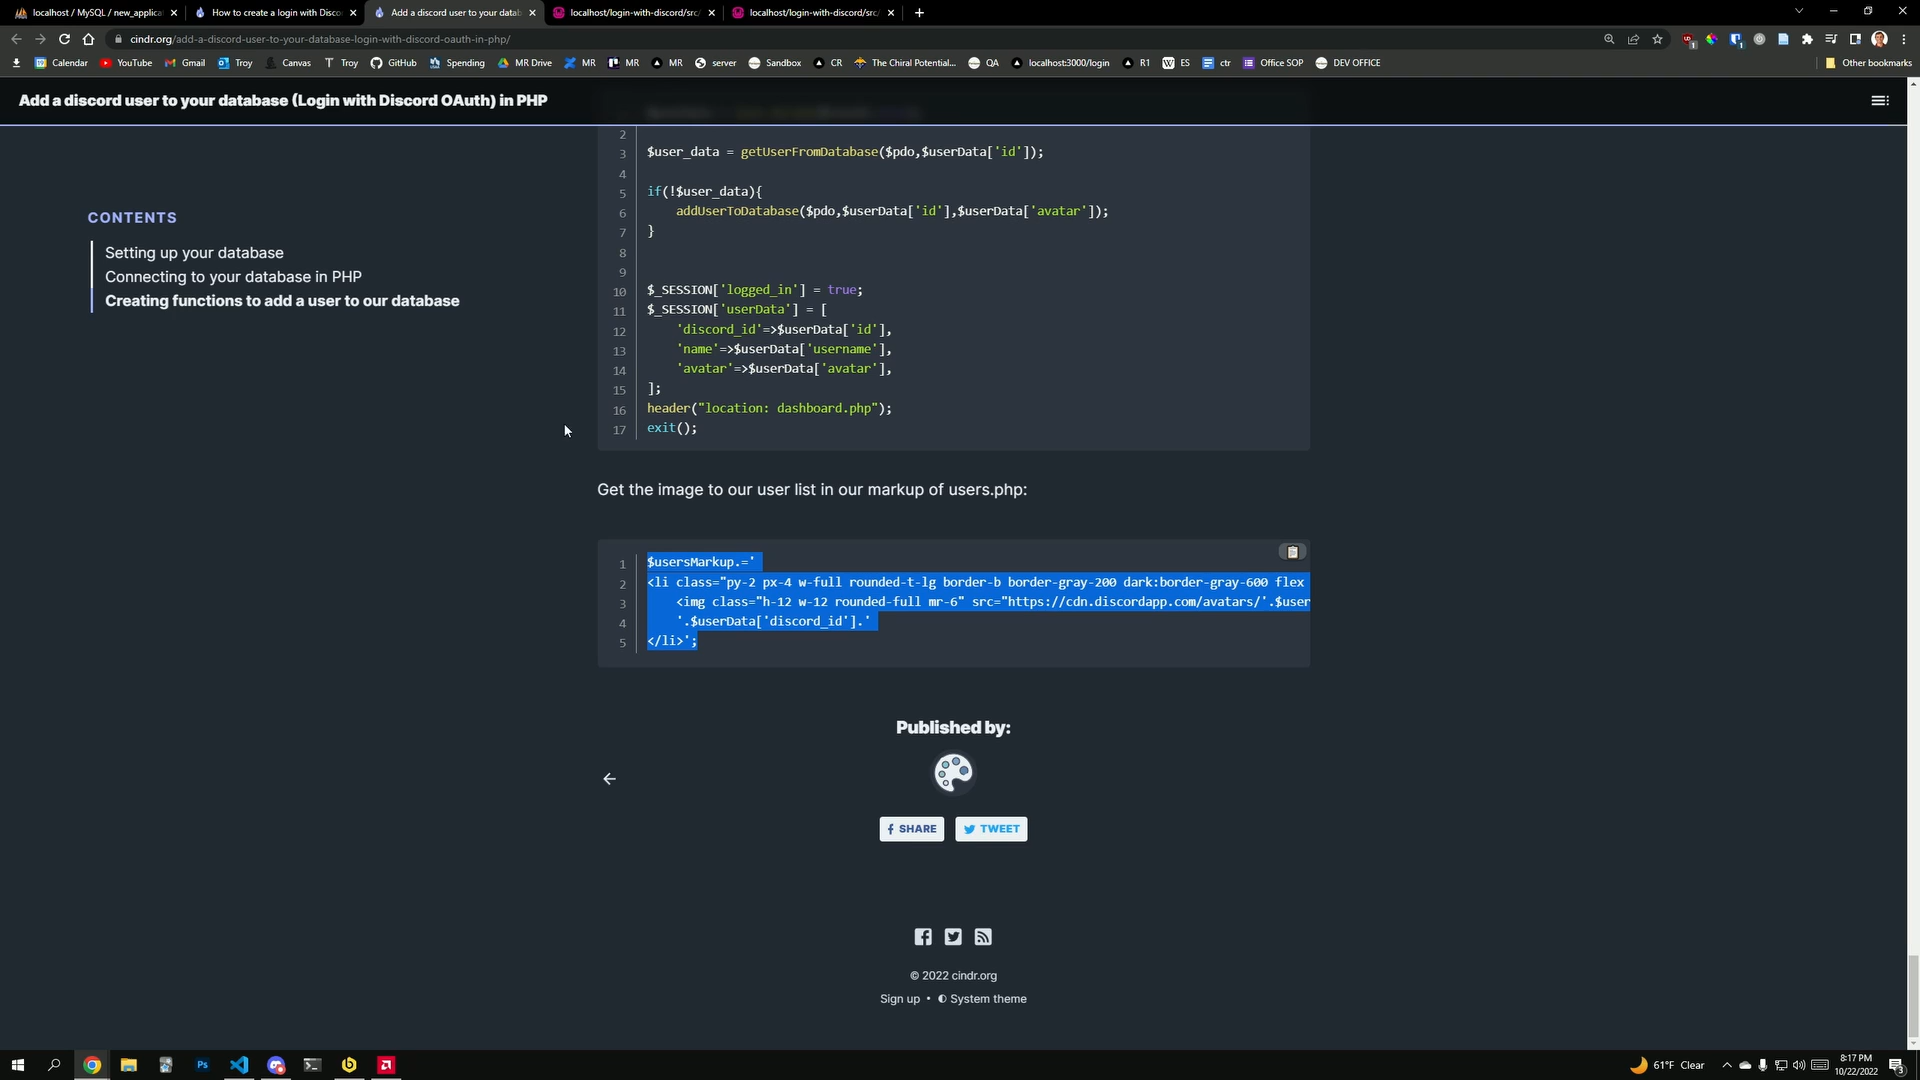 localhost / MySQL / new_applica
How to create a login with Disco
Add a discord user to your datab
localhost/login-with-discord/src/
localhost/login-with-discord/src/
cindr.org/add-a-discord-user-to-your-database-login-with-discord-oauth-in-php/
Calendar
YouTube
Gmail
Troy
Canvas
Troy
GitHub
Spending
MR Drive
MR
MR
MR
server
Sandbox
CR
The Chiral Potential...
QA
localhost:3000/login
R1
ES
ctr
Office SOP
DEV OFFICE
Other bookmarks
Add a discord user to your database (Login with Discord OAuth) in PHP
CONTENTS
Setting up your database
Connecting to your database in PHP
Creating functions to add a user to our database
2
3 $user_data = getUserFromDatabase($pdo,$userData['id']);
4
5 if(!$user_data){
6 addUserToDatabase($pdo,$userData['id'],$userData['avatar']);
7 }
8
9
10 $_SESSION['logged_in'] = true;
11 $_SESSION['userData'] = [
12 'discord_id'=>$userData['id'],
13 'name'=>$userData['username'],
14 'avatar'=>$userData['avatar'],
15 ];
16 header("location: dashboard.php");
17 exit();
Get the image to our user list in our markup of users.php:
1 $usersMarkup.='
2 <li class="py-2 px-4 w-full rounded-t-lg border-b border-gray-200 dark:border-gray-600 flex
3 <img class="h-12 w-12 rounded-full mr-6" src="https://cdn.discordapp.com/avatars/'.$user
4 '.$userData['discord_id'].'
5 </li>';
Published by:
SHARE
TWEET
© 2022 cindr.org
Sign up • System theme
61°F Clear
8:17 PM
10/22/2022